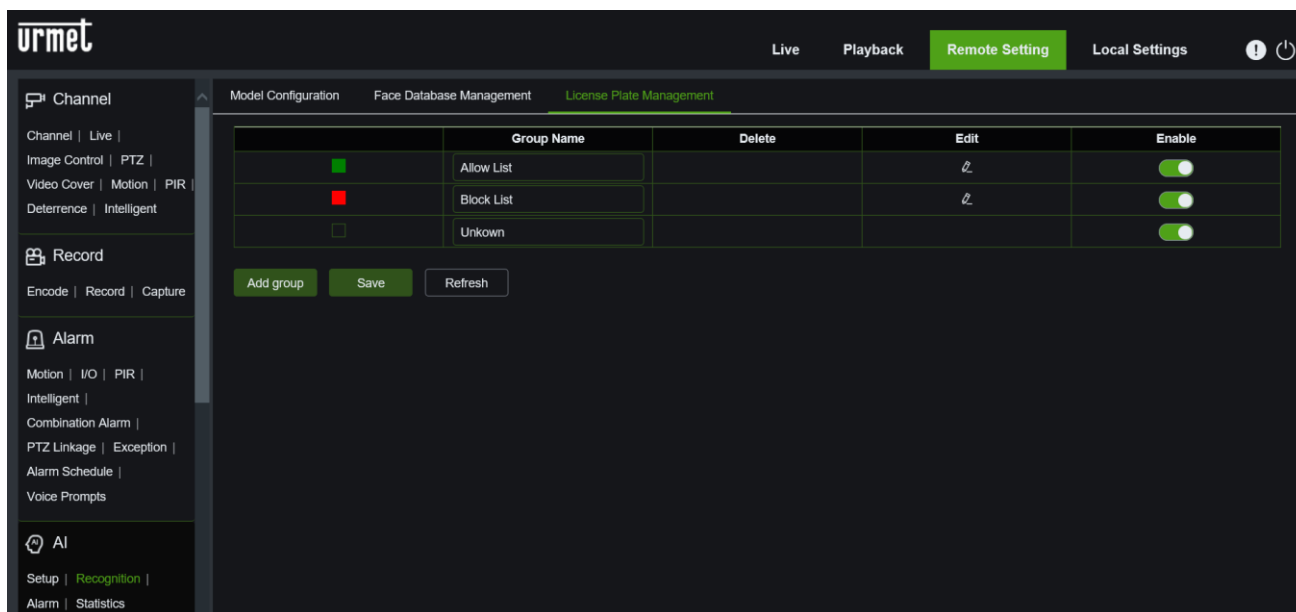 urmet
Live Playback Remote Setting Local Settings
Channel
Channel | Live |
Image Control | PTZ |
Video Cover | Motion | PIR |
Deterrence | Intelligent
Record
Encode | Record | Capture
Alarm
Motion | I/O | PIR |
Intelligent |
Combination Alarm |
PTZ Linkage | Exception |
Alarm Schedule |
Voice Prompts
AI
Setup | Recognition |
Alarm | Statistics
Model Configuration Face Database Management License Plate Management
Group Name Delete Edit Enable
Allow List
Block List
Unkown
Add group Save Refresh